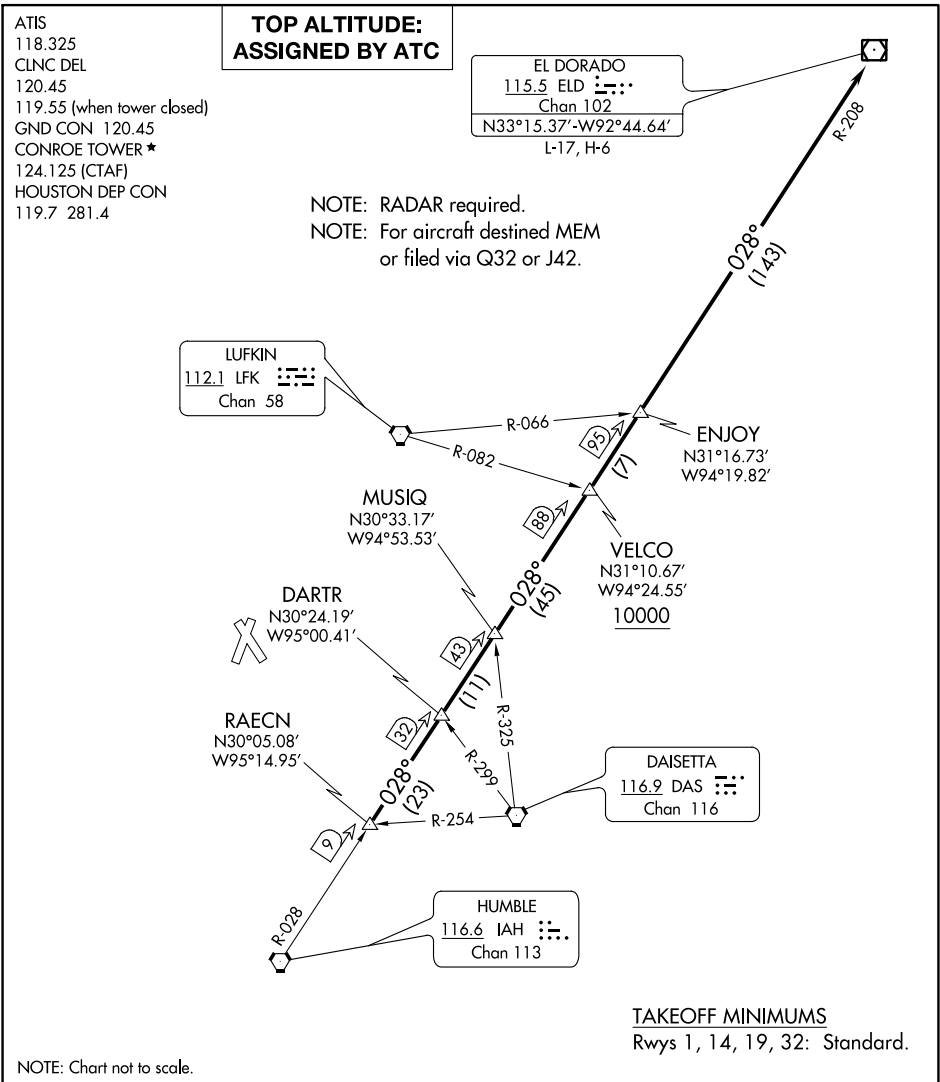 ATIS
118.325
CLNC DEL
120.45
119.55 (when tower closed)
GND CON 120.45
CONROE TOWER ★
124.125 (CTAF)
HOUSTON DEP CON
119.7 281.4
TOP ALTITUDE:
ASSIGNED BY ATC
EL DORADO
115.5 ELD
Chan 102
N33°15.37'-W92°44.64'
L-17, H-6
R-208
NOTE: RADAR required.
NOTE: For aircraft destined MEM
or filed via Q32 or J42.
028°
(143)
LUFKIN
112.1 LFK
Chan 58
R-066
R-082
95
(7)
ENJOY
N31°16.73'
W94°19.82'
88
VELCO
N31°10.67'
W94°24.55'
10000
MUSIQ
N30°33.17'
W94°53.53'
028°
(45)
DARTR
N30°24.19'
W95°00.41'
43
(11)
32
R-325
R-299
RAECN
N30°05.08'
W95°14.95'
028°
(23)
DAISETTA
116.9 DAS
Chan 116
R-254
9
R-028
HUMBLE
116.6 IAH
Chan 113
TAKEOFF MINIMUMS
Rwys 1, 14, 19, 32: Standard.
NOTE: Chart not to scale.